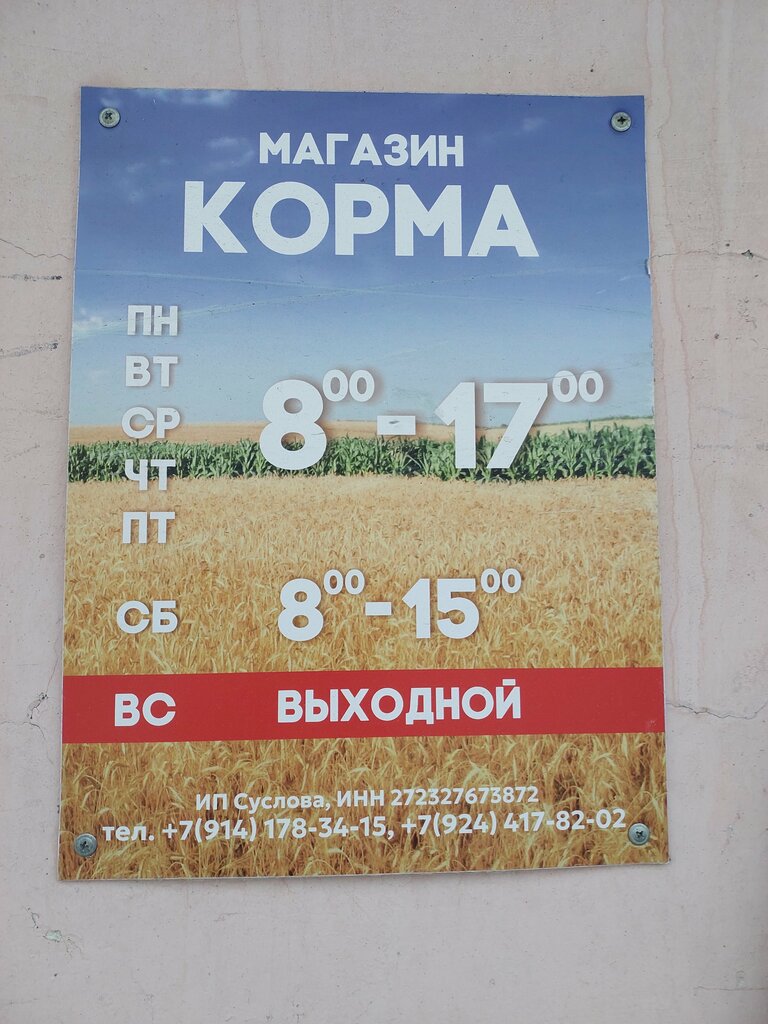 МАГАЗИН
КОРМА
ПН
ВТ
СР
ЧТ
ПТ
8⁰⁰-17⁰⁰
СБ 8⁰⁰-15⁰⁰
ВС ВЫХОДНОЙ
ИП Суслова, ИНН 272327673872
тел. +7(914) 178-34-15, +7(924) 417-82-02